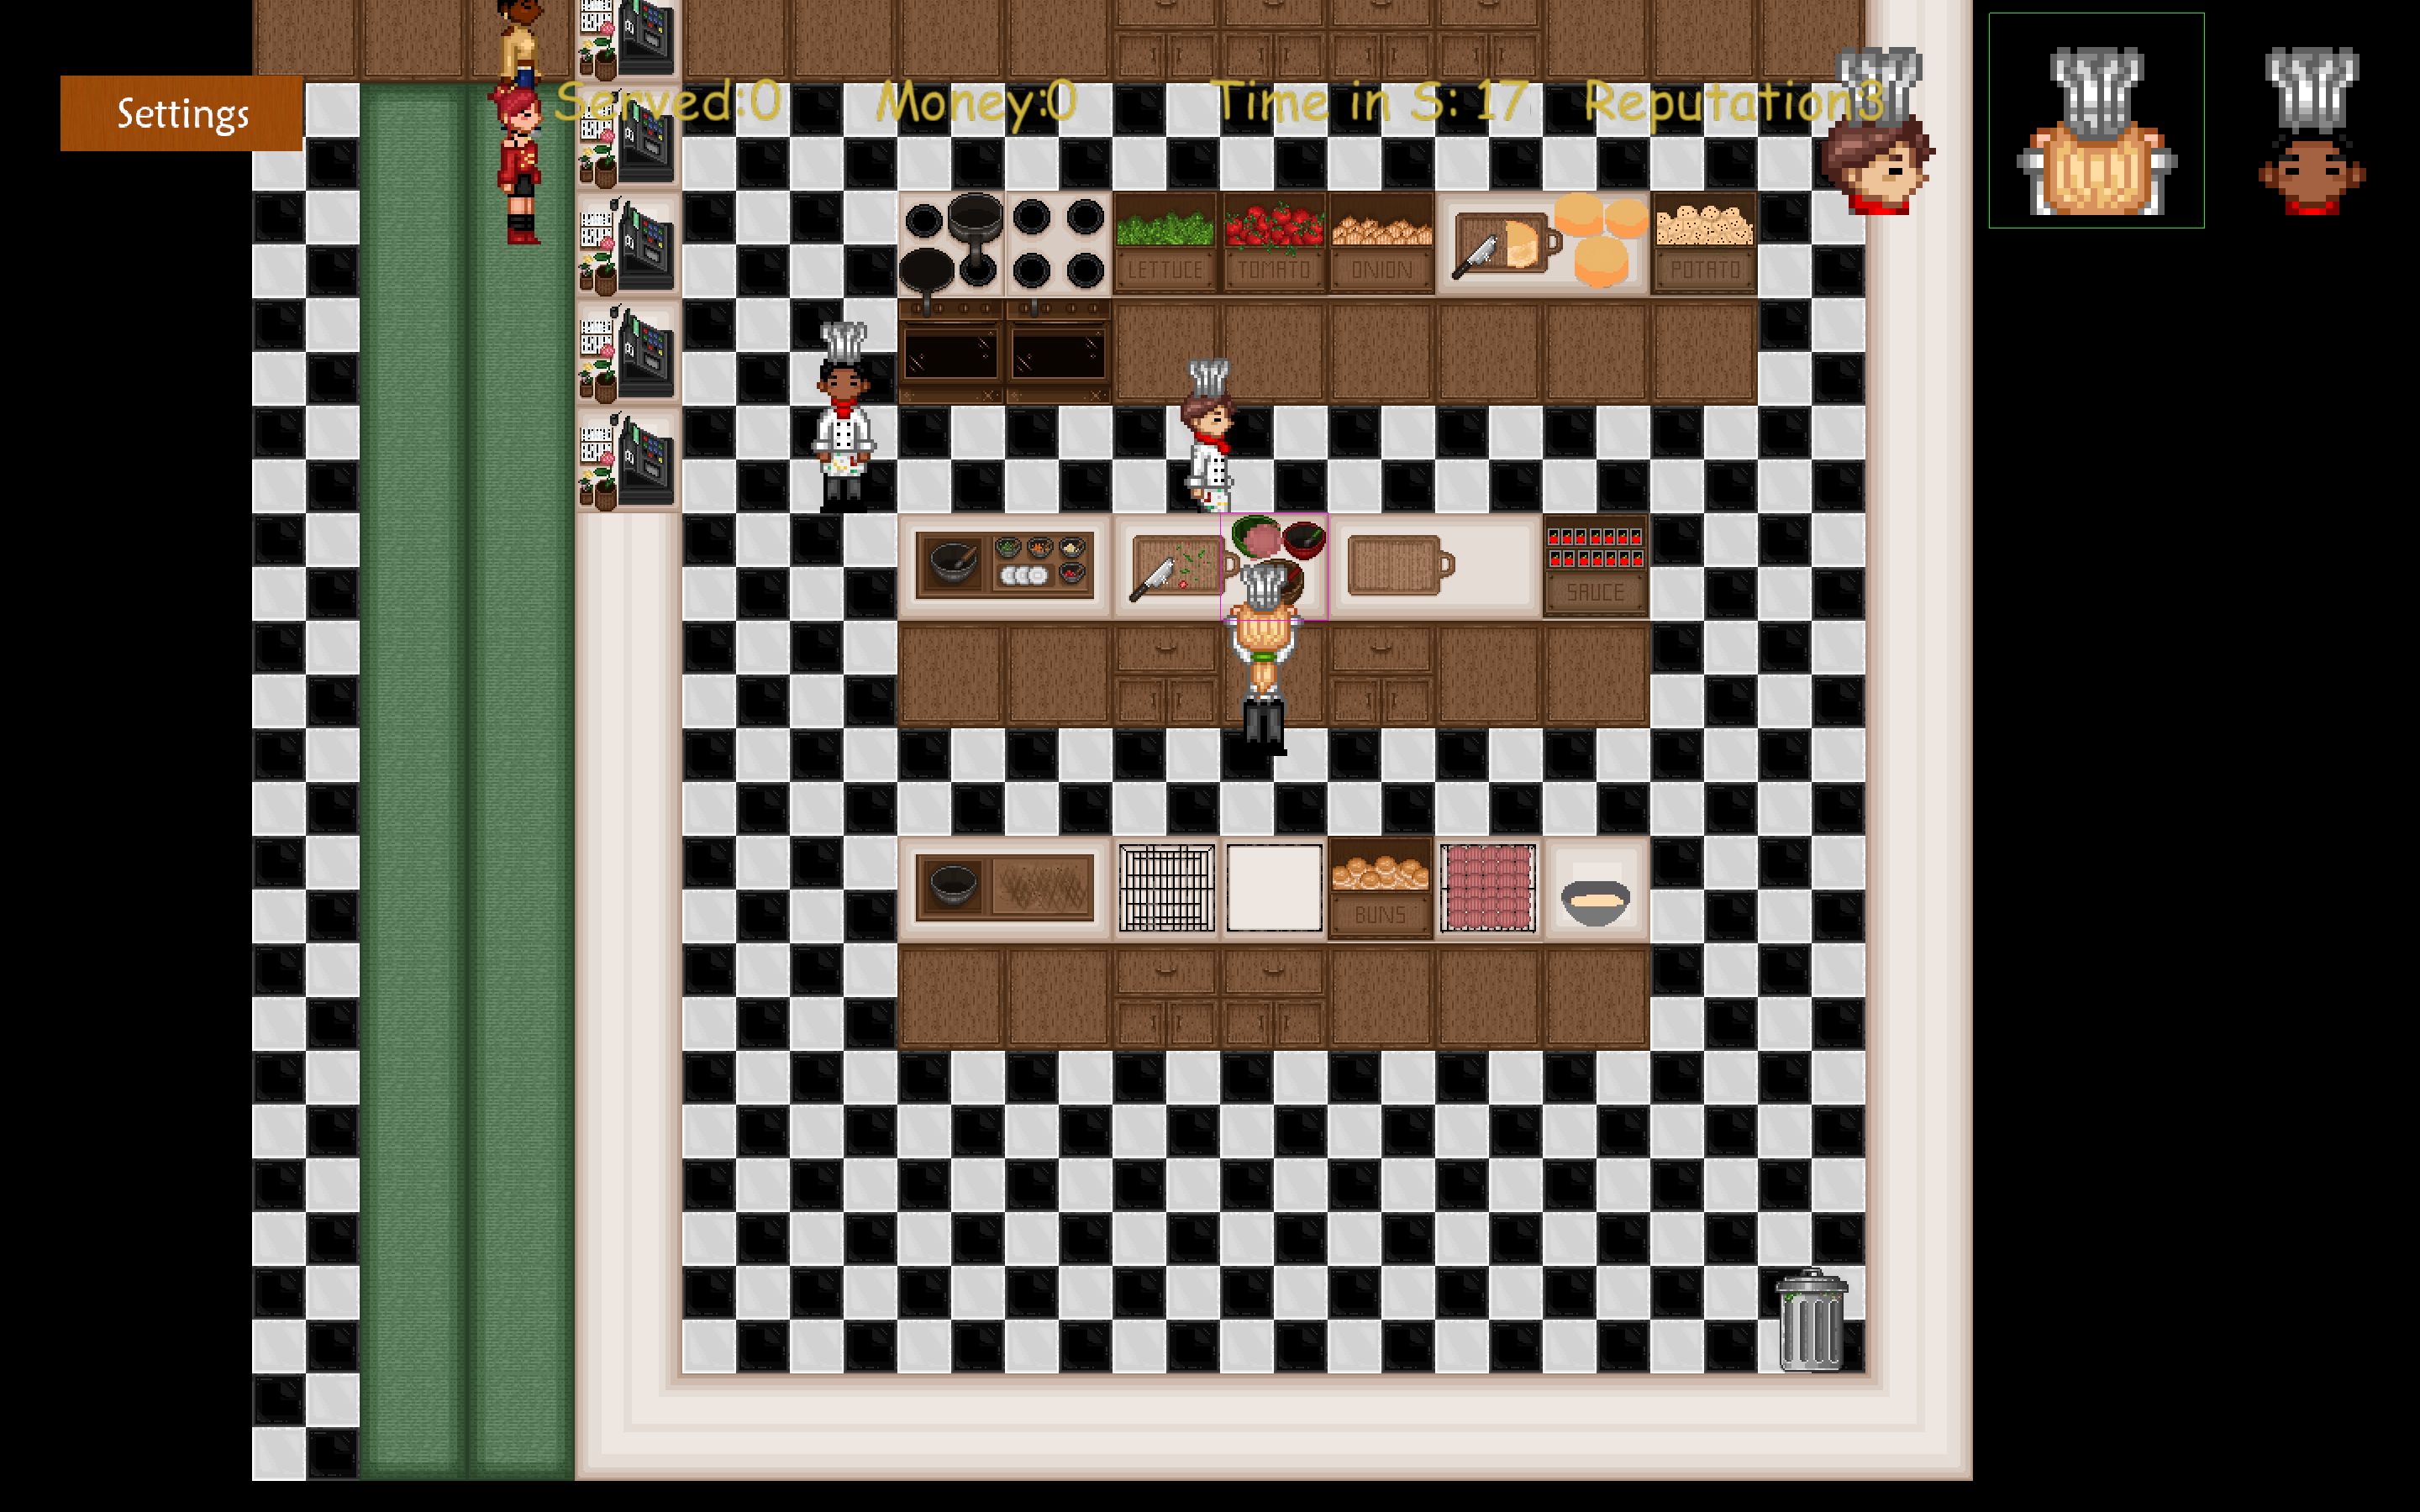 Settings
Served:0 Money:0 Time in S: 17 Reputation3
LETTUCE TOMATO ONION POTATO
SAUCE
BUNS